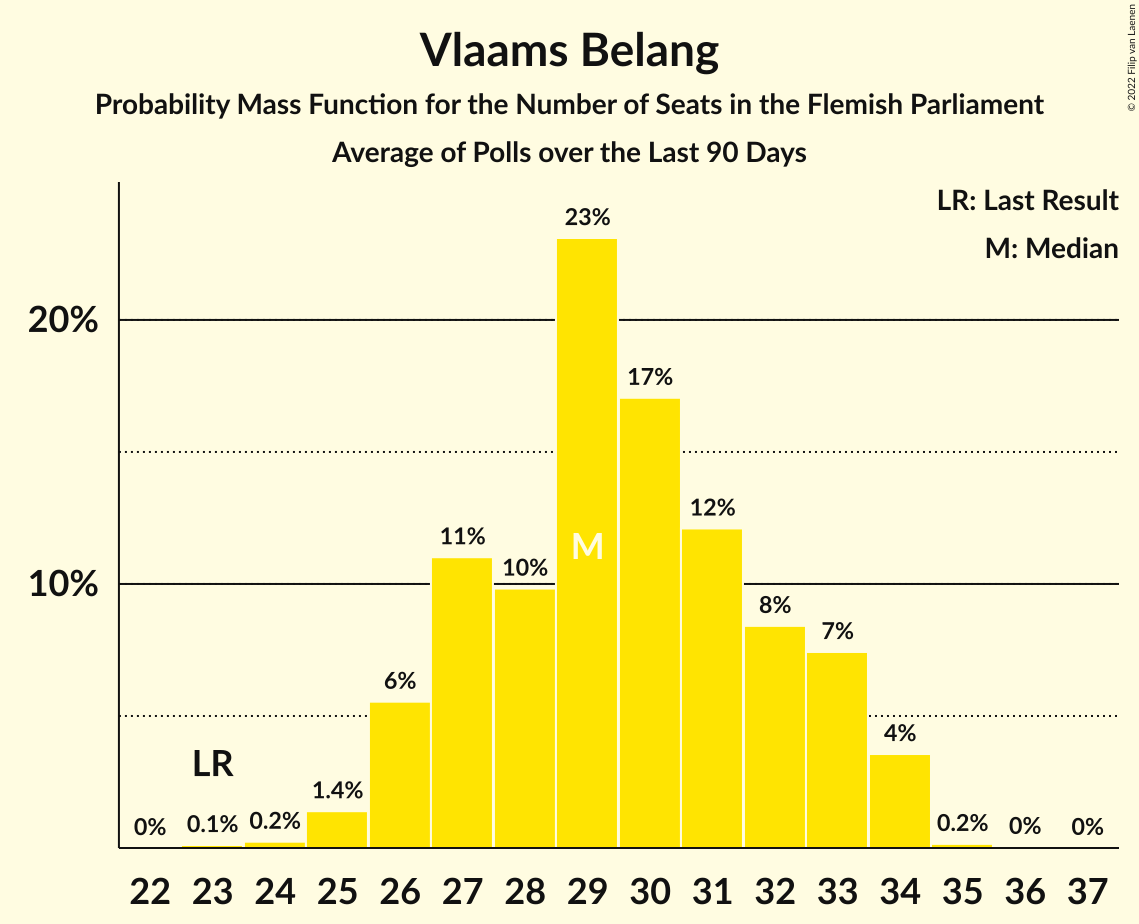 Vlaams Belang
Probability Mass Function for the Number of Seats in the Flemish Parliament
Average of Polls over the Last 90 Days
© 2022 Filip van Laenen
LR: Last Result
M: Median
20%
10%
0%
0.1%
0.2%
1.4%
6%
11%
10%
23%
17%
12%
8%
7%
4%
0.2%
0%
0%
LR
M
22 23 24 25 26 27 28 29 30 31 32 33 34 35 36 37